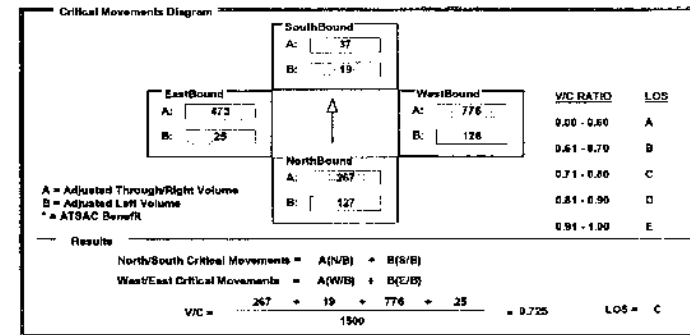 Critical Movements Diagram
SouthBound
A: 37
B: 19
EastBound
A: 473
B: 25
WestBound
A: 776
B: 126
NorthBound
A: 267
B: 127
V/C RATIO LOS
0.00 - 0.60 A
0.61 - 0.70 B
0.71 - 0.80 C
0.81 - 0.90 D
0.91 - 1.00 E
A = Adjusted Through/Right Volume
B = Adjusted Left Volume
* = ATSAC Benefit
Results
North/South Critical Movements = A(N/B) + B(S/B)
West/East Critical Movements = A(W/B) + B(E/B)
V/C = 267 + 19 + 776 + 25 = 0.725 LOS = C
1500